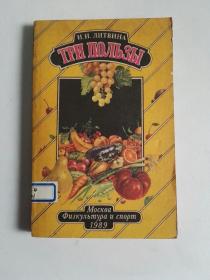 И.И. ЛИТВИНА
ТРИ ПОЛЬЗЫ
Москва
Физкультура и спорт
1989